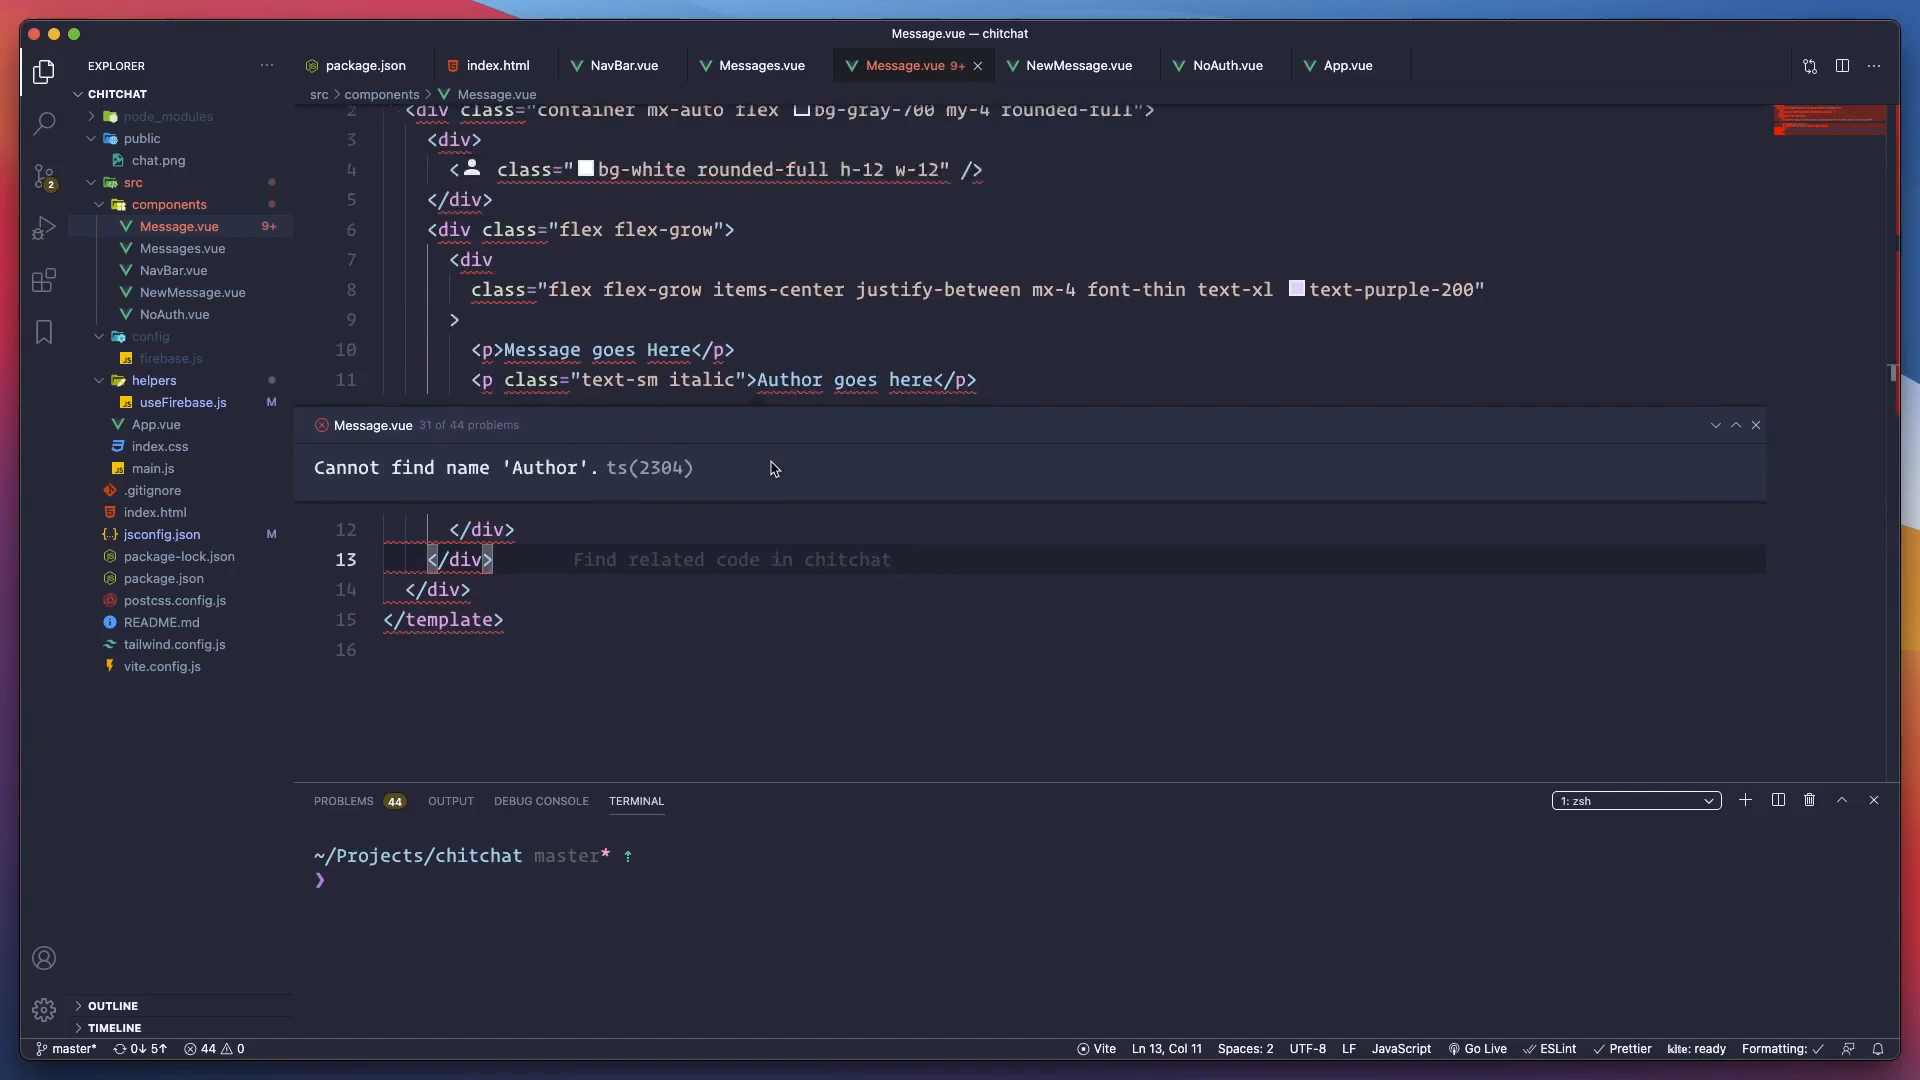 Message.vue — chitchat
EXPLORER
package.json
index.html
NavBar.vue
Messages.vue
Message.vue 9+
NewMessage.vue
NoAuth.vue
App.vue
CHITCHAT
node_modules
public
chat.png
src
components
Message.vue 9+
Messages.vue
NavBar.vue
NewMessage.vue
NoAuth.vue
config
firebase.js
helpers
useFirebase.js M
App.vue
index.css
main.js
.gitignore
index.html
jsconfig.json M
package-lock.json
package.json
postcss.config.js
README.md
tailwind.config.js
vite.config.js
OUTLINE
TIMELINE
2
src > components > Message.vue
2 <div class="container mx-auto flex bg-gray-700 my-4 rounded-full">
3 <div>
4 < class="bg-white rounded-full h-12 w-12" />
5 </div>
6 <div class="flex flex-grow">
7 <div
8 class="flex flex-grow items-center justify-between mx-4 font-thin text-xl text-purple-200"
9 >
10 <p>Message goes Here</p>
11 <p class="text-sm italic">Author goes here</p>
Message.vue 31 of 44 problems
Cannot find name 'Author'. ts(2304)
12 </div>
13 </div> Find related code in chitchat
14 </div>
15 </template>
16
PROBLEMS 44 OUTPUT DEBUG CONSOLE TERMINAL
1: zsh
~/Projects/chitchat master* ⇡
❯
master* 0↓ 5↑ 44 0
Vite Ln 13, Col 11 Spaces: 2 UTF-8 LF JavaScript Go Live ESLint Prettier kite: ready Formatting: ✓